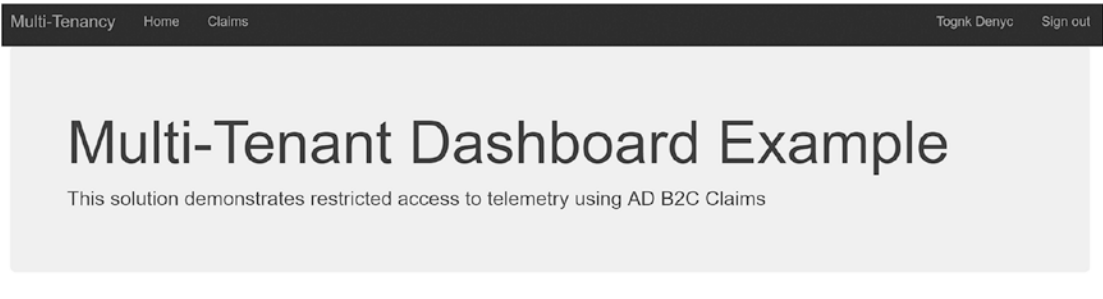 Multi-Tenancy Home Claims Tognk Denyc Sign out
Multi-Tenant Dashboard Example
This solution demonstrates restricted access to telemetry using AD B2C Claims